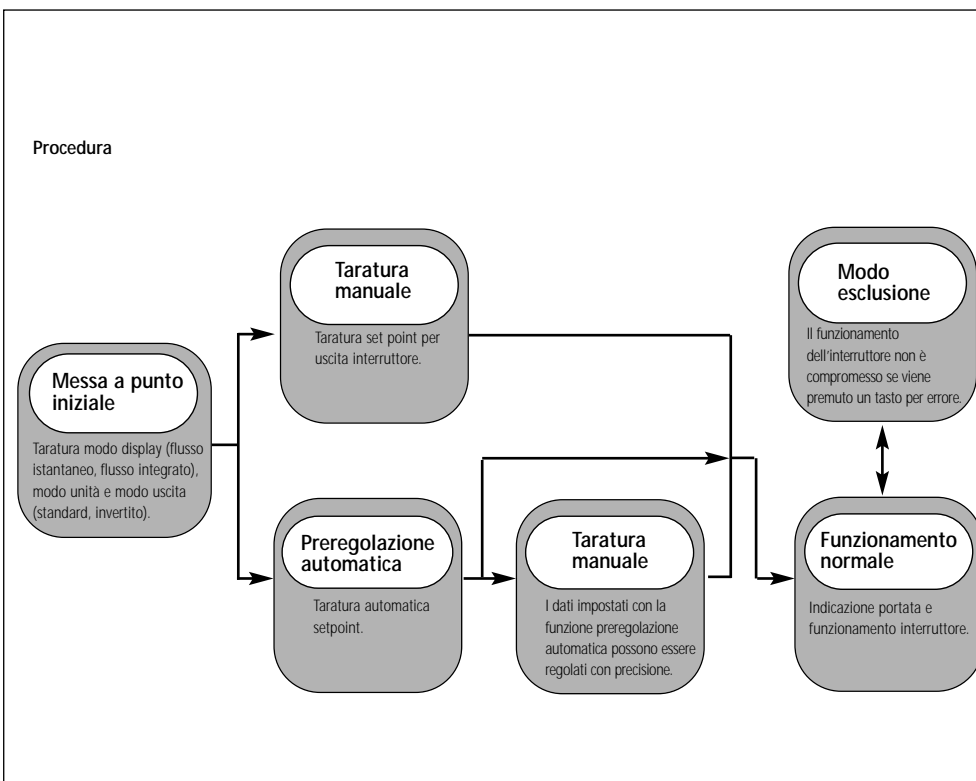 Procedura
Messa a punto
iniziale
Taratura modo display (flusso
istantaneo, flusso integrato),
modo unità e modo uscita
(standard, invertito).
Taratura
manuale
Taratura set point per
uscita interruttore.
Preregolazione
automatica
Taratura automatica
setpoint.
Taratura
manuale
I dati impostati con la
funzione preregolazione
automatica possono essere
regolati con precisione.
Modo
esclusione
Il funzionamento
dell'interruttore non è
compromesso se viene
premuto un tasto per errore.
Funzionamento
normale
Indicazione portata e
funzionamento interruttore.